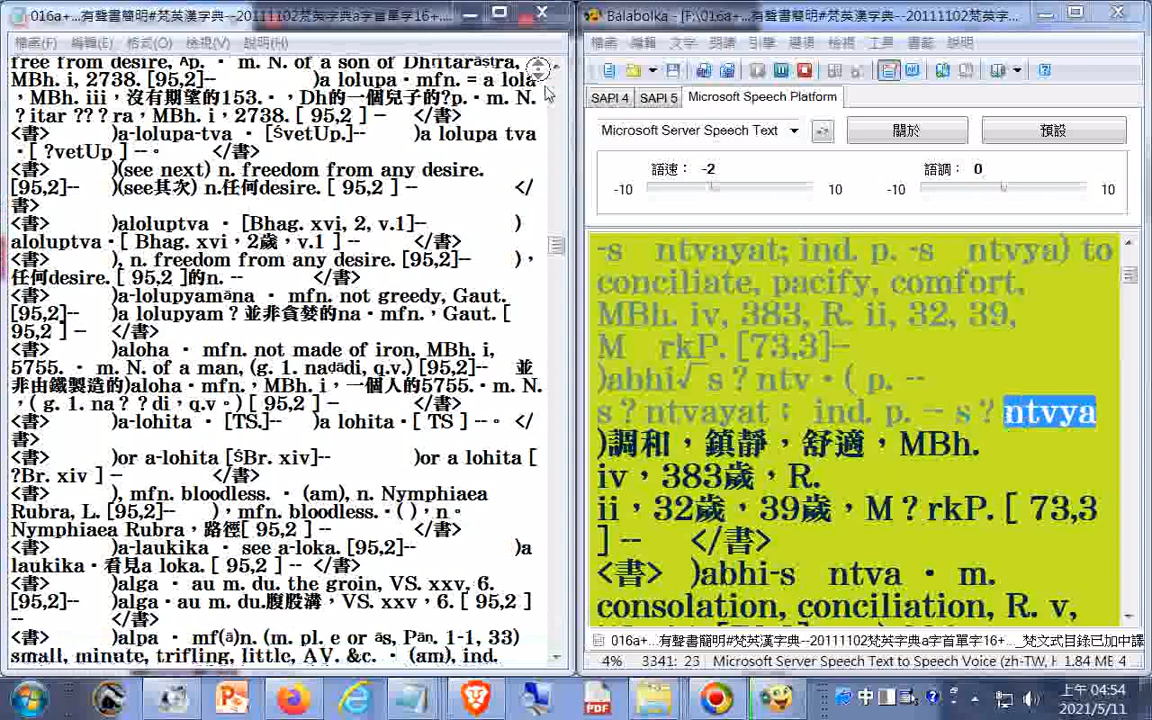 016a+...有聲書簡明#梵英漢字典--20111102梵英字典a字首單字16+...
檔案(F) 編輯(E) 格式(O) 檢視(V) 說明(H)
free from desire, Āp. · m. N. of a son of Dhṛtarāṣṭra,
MBh. i, 2738. [95,2]-- )a lolupa · mfn. = a lola
，MBh. iii，沒有期望的153.·，Dh的一個兒子的?p.· m. N.
? itar ??? ra，MBh. i，2738. [ 95,2 ] </書>
<書> )a-lolupa-tva · [ŚvetUp.]-- )a lolupa tva
· [ ?vetUp ] --。 </書>
<書> )(see next) n. freedom from any desire.
[95,2]-- )(see其次) n.任何desire. [ 95,2 ] -- </
書>
<書> )aloluptva · [Bhag. xvi, 2, v.1]-- )
aloluptva·[ Bhag. xvi，2歲，v.1 ] -- </書>
<書> ), n. freedom from any desire. [95,2]-- )，
任何desire. [ 95,2 ]的n. -- </書>
<書> )a-lolupyamāna · mfn. not greedy, Gaut.
[95,2]-- )a lolupyam ? 並非貪婪的na · mfn.，Gaut. [
95,2 ] -- </書>
<書> )aloha · mfn. not made of iron, MBh. i,
5755. · m. N. of a man, (g. 1. naḍādi, q.v.) [95,2]-- 並
非由鐵製造的)aloha · mfn.，MBh. i，一個人的5755.· m. N.
，( g. 1. na ? ? di，q.v。) [ 95,2 ] -- </書>
<書> )a-lohita · [TS.]-- )a lohita · [ TS ] --。 </
書>
<書> )or a-lohita [ŚBr. xiv]-- )or a lohita [
?Br. xiv ] -- </書>
<書> ), mfn. bloodless. · (am), n. Nymphiaea
Rubra, L. [95,2]-- )，mfn. bloodless. · ( )，n。
Nymphiaea Rubra，路徑[ 95,2 ] -- </書>
<書> )a-laukika · see a-loka. [95,2]-- )a
laukika · 看見a loka. [ 95,2 ] -- </書>
<書> )alga · au m. du. the groin, VS. xxv, 6.
[95,2]-- )alga · au m. du.腹股溝，VS. xxv，6. [ 95,2 ]
-- </書>
<書> )alpa · mf(ā)n. (m. pl. e or ās, Pāṇ. 1-1, 33)
small, minute, trifling, little, AV. &c. · (am), ind.
Balabolka - [F:\016a+...有聲書簡明#梵英漢字典--20111102梵英字...
檔案 編輯 文字 朗讀 引擎 選項 檢視 工具 書籤 說明
SAPI 4 SAPI 5 Microsoft Speech Platform
Microsoft Server Speech Text 關於 預設
語速： -2 語調： 0
-10 10 -10 10
-s ntvayat; ind. p. -s ntvya) to
conciliate, pacify, comfort,
MBh. iv, 383, R. ii, 32, 39,
M rkP. [73,3]--
)abhi√ s ? ntv · ( p. --
s ? ntvayat； ind. p. – s ? ntvya
)調和，鎮靜，舒適，MBh.
iv，383歲，R.
ii，32歲，39歲，M ? rkP. [ 73,3
] -- </書>
<書> )abhi-s ntva · m.
consolation, conciliation, R. v,
016a+...有聲書簡明#梵英漢字典--20111102梵英字典a字首單字16+..._梵文式目錄已加中譯
4% 3341: 23 Microsoft Server Speech Text to Speech Voice (zh-TW, H 1.84 MB 4
中
上午 04:54
2021/5/11